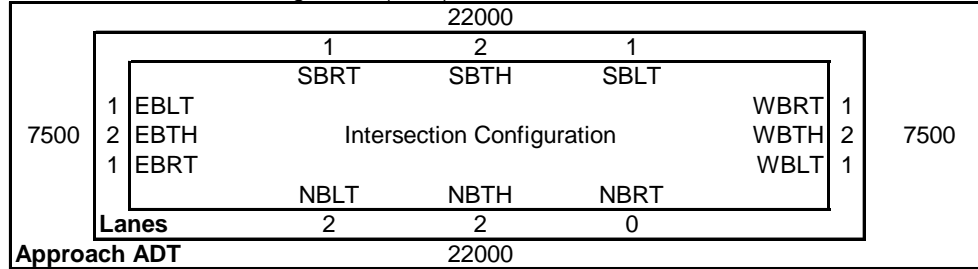 22000
1 2 1
SBRT SBTH SBLT
1 EBLT WBRT 1
7500 2 EBTH Intersection Configuration WBTH 2 7500
1 EBRT WBLT 1
NBLT NBTH NBRT
Lanes 2 2 0
Approach ADT 22000